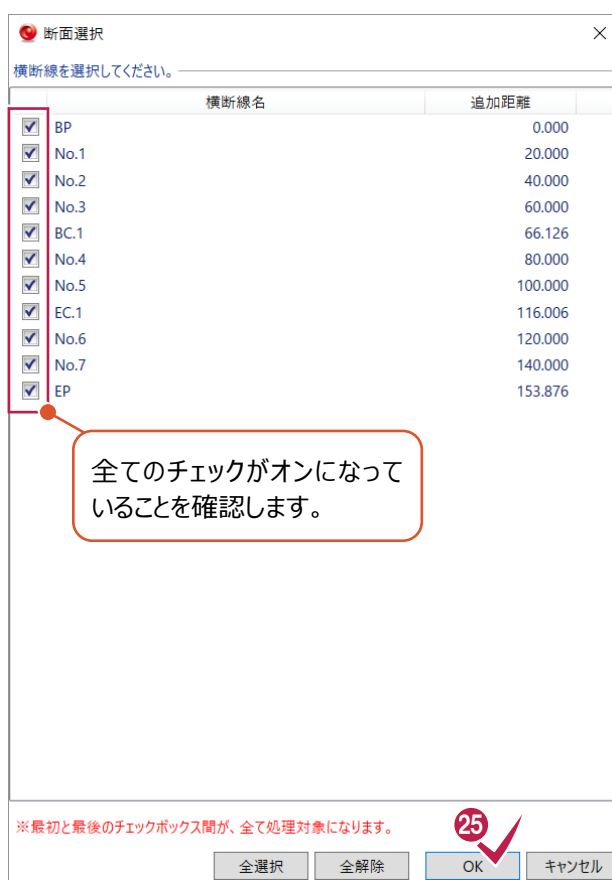 断面選択
横断線を選択してください。
横断線名 追加距離
BP 0.000
No.1 20.000
No.2 40.000
No.3 60.000
BC.1 66.126
No.4 80.000
No.5 100.000
EC.1 116.006
No.6 120.000
No.7 140.000
EP 153.876
全てのチェックがオンになって
いることを確認します。
※最初と最後のチェックボックス間が、全て処理対象になります。
25
全選択 全解除 OK キャンセル